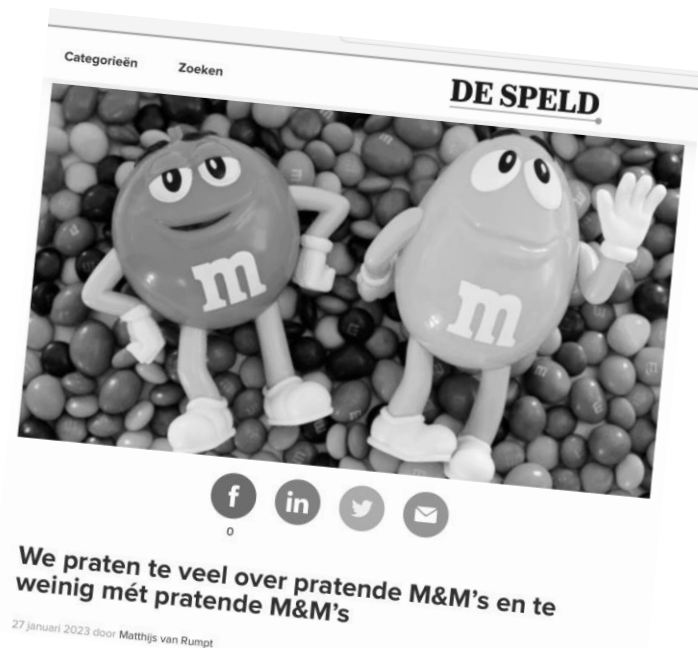 Categorieën Zoeken DE SPELD
m m
0
We praten te veel over pratende M&M's en te
weinig mét pratende M&M's
27 januari 2023 door Matthijs van Rumpt